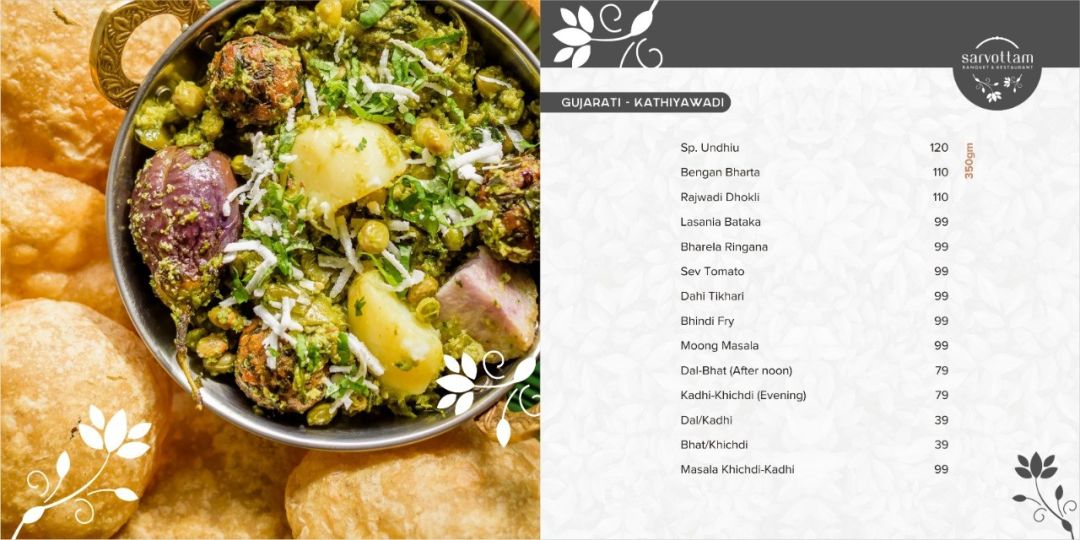 sarvottam
BANQUET & RESTAURANT
GUJARATI - KATHIYAWADI
Sp. Undhiu 120
350gm
Bengan Bharta 110
Rajwadi Dhokli 110
Lasania Bataka 99
Bharela Ringana 99
Sev Tomato 99
Dahi Tikhari 99
Bhindi Fry 99
Moong Masala 99
Dal-Bhat (After noon) 79
Kadhi-Khichdi (Evening) 79
Dal/Kadhi 39
Bhat/Khichdi 39
Masala Khichdi-Kadhi 99